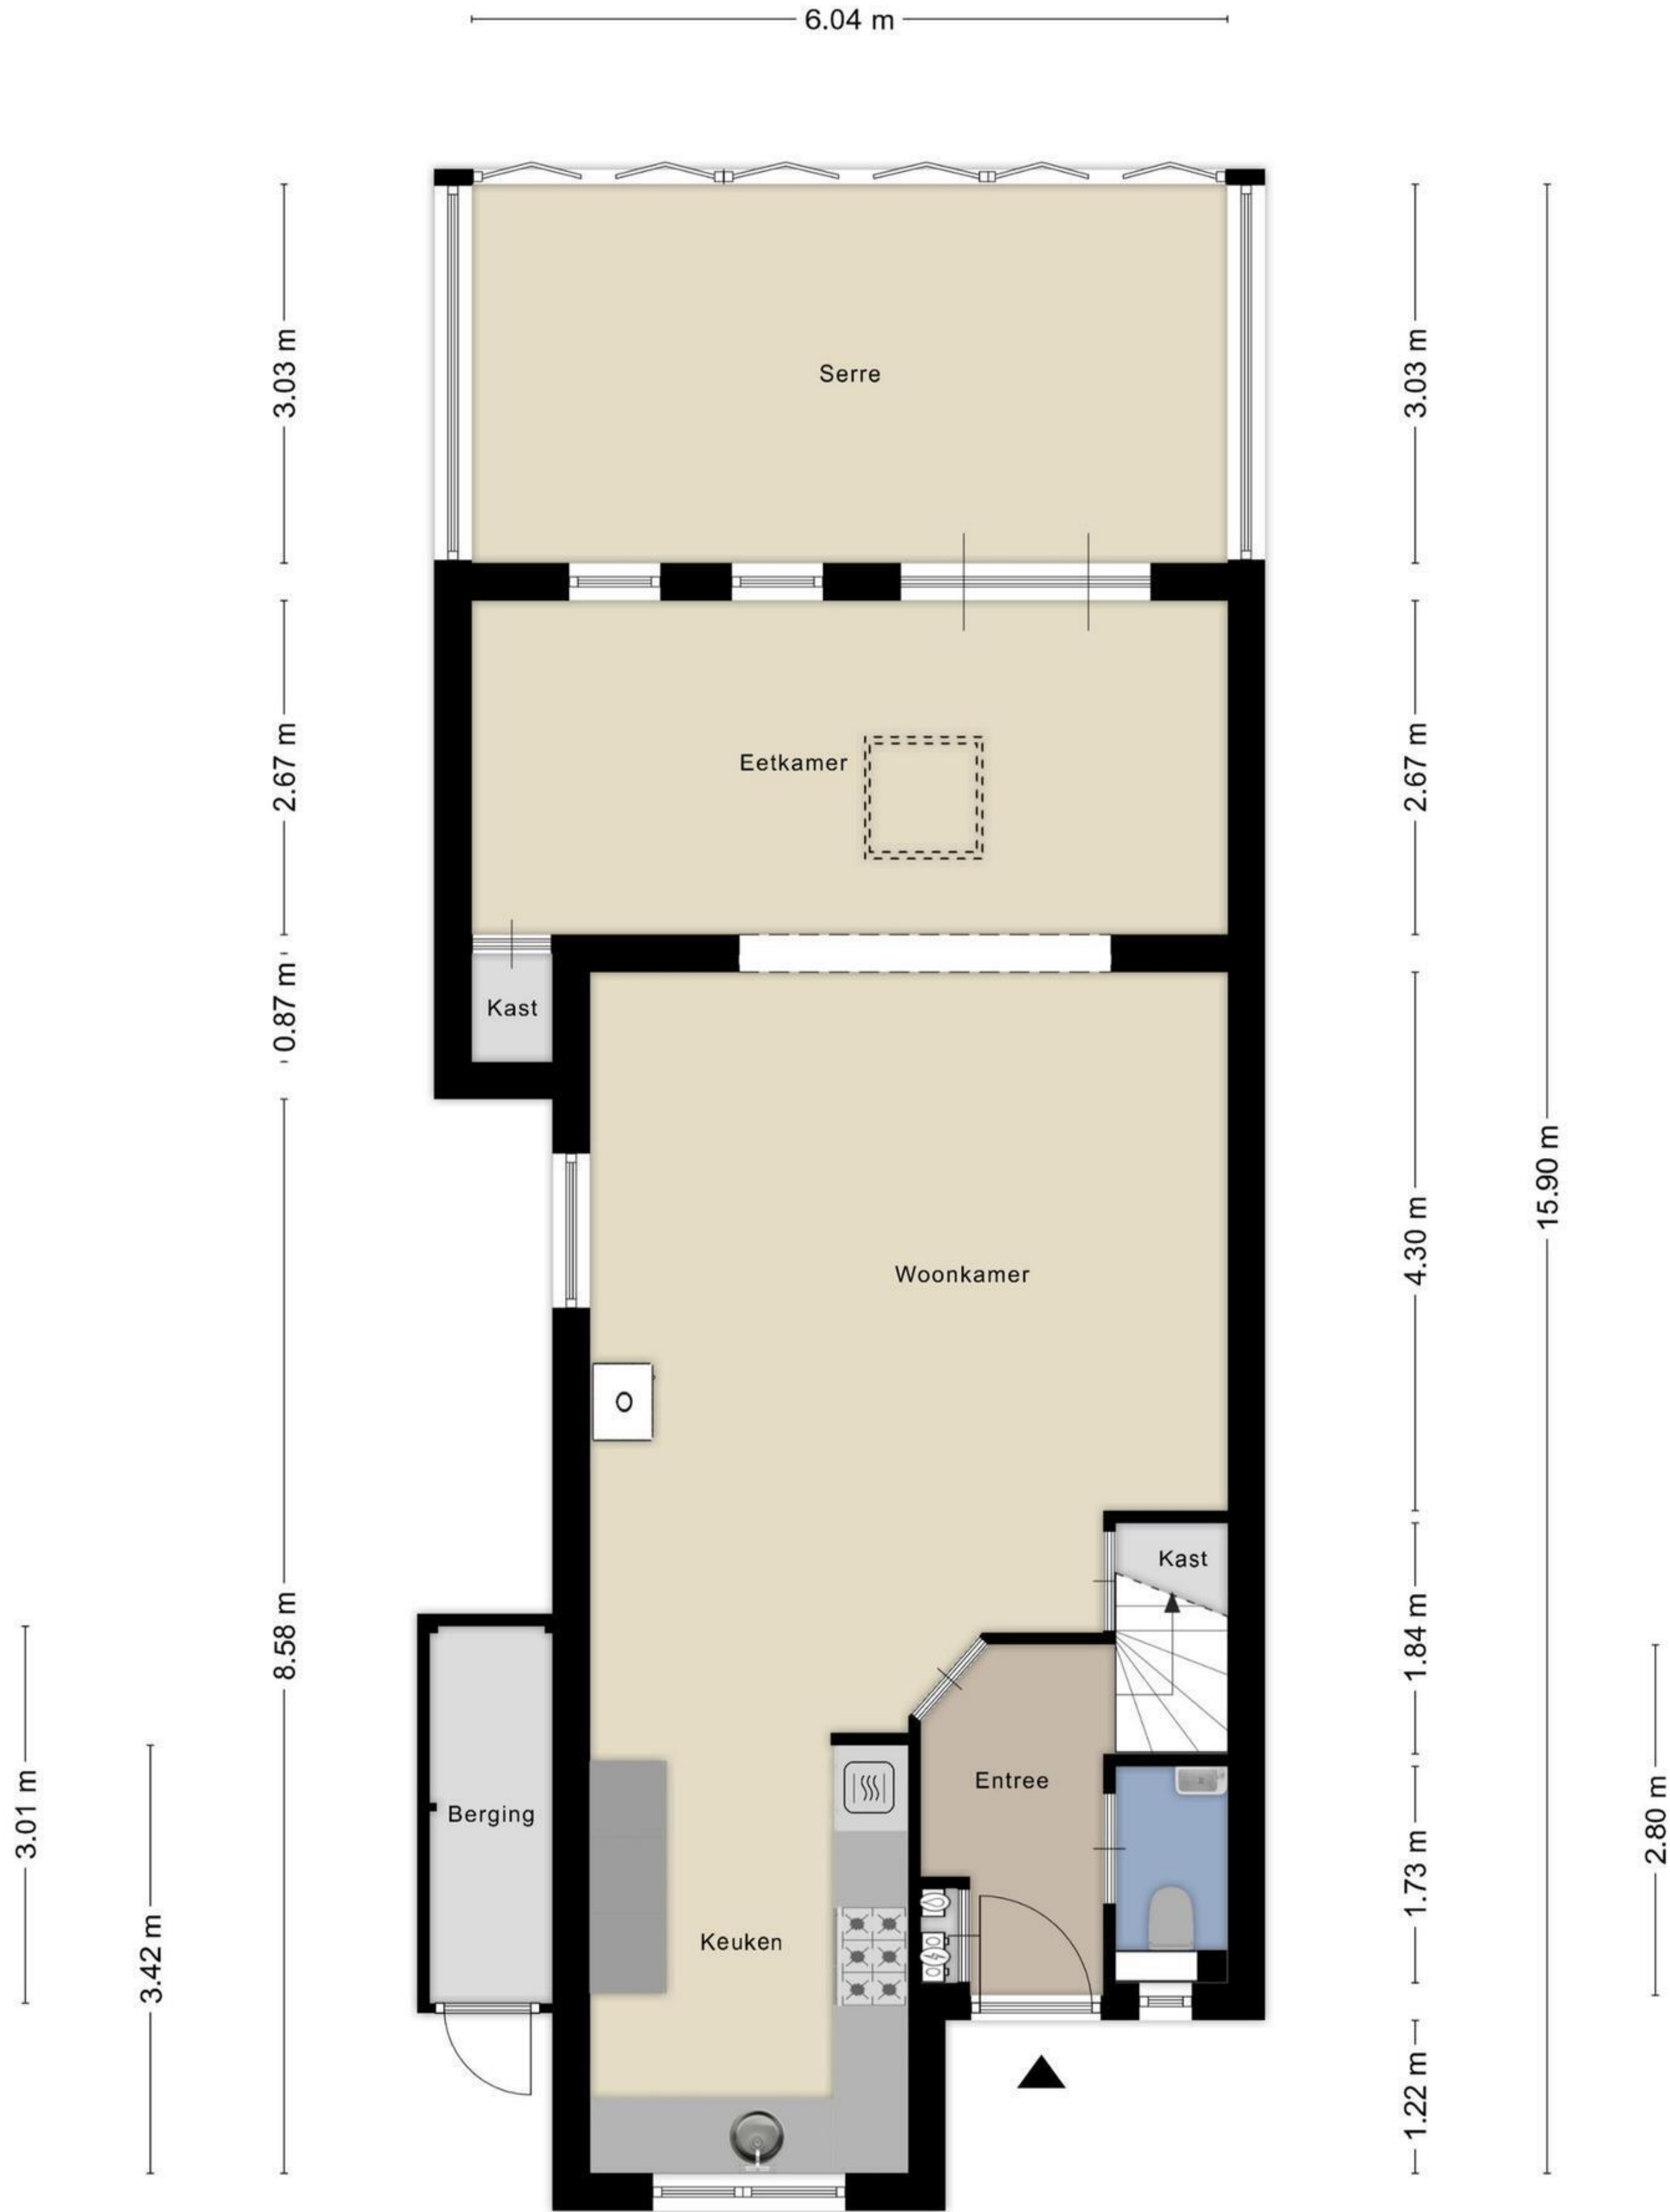 6.04 m
3.03 m
Serre
3.03 m
2.67 m
Eetkamer
2.67 m
0.87 m
Kast
15.90 m
4.30 m
Woonkamer
Kast
8.58 m
1.84 m
Entree
3.01 m
Berging
2.80 m
1.73 m
3.42 m
Keuken
1.22 m